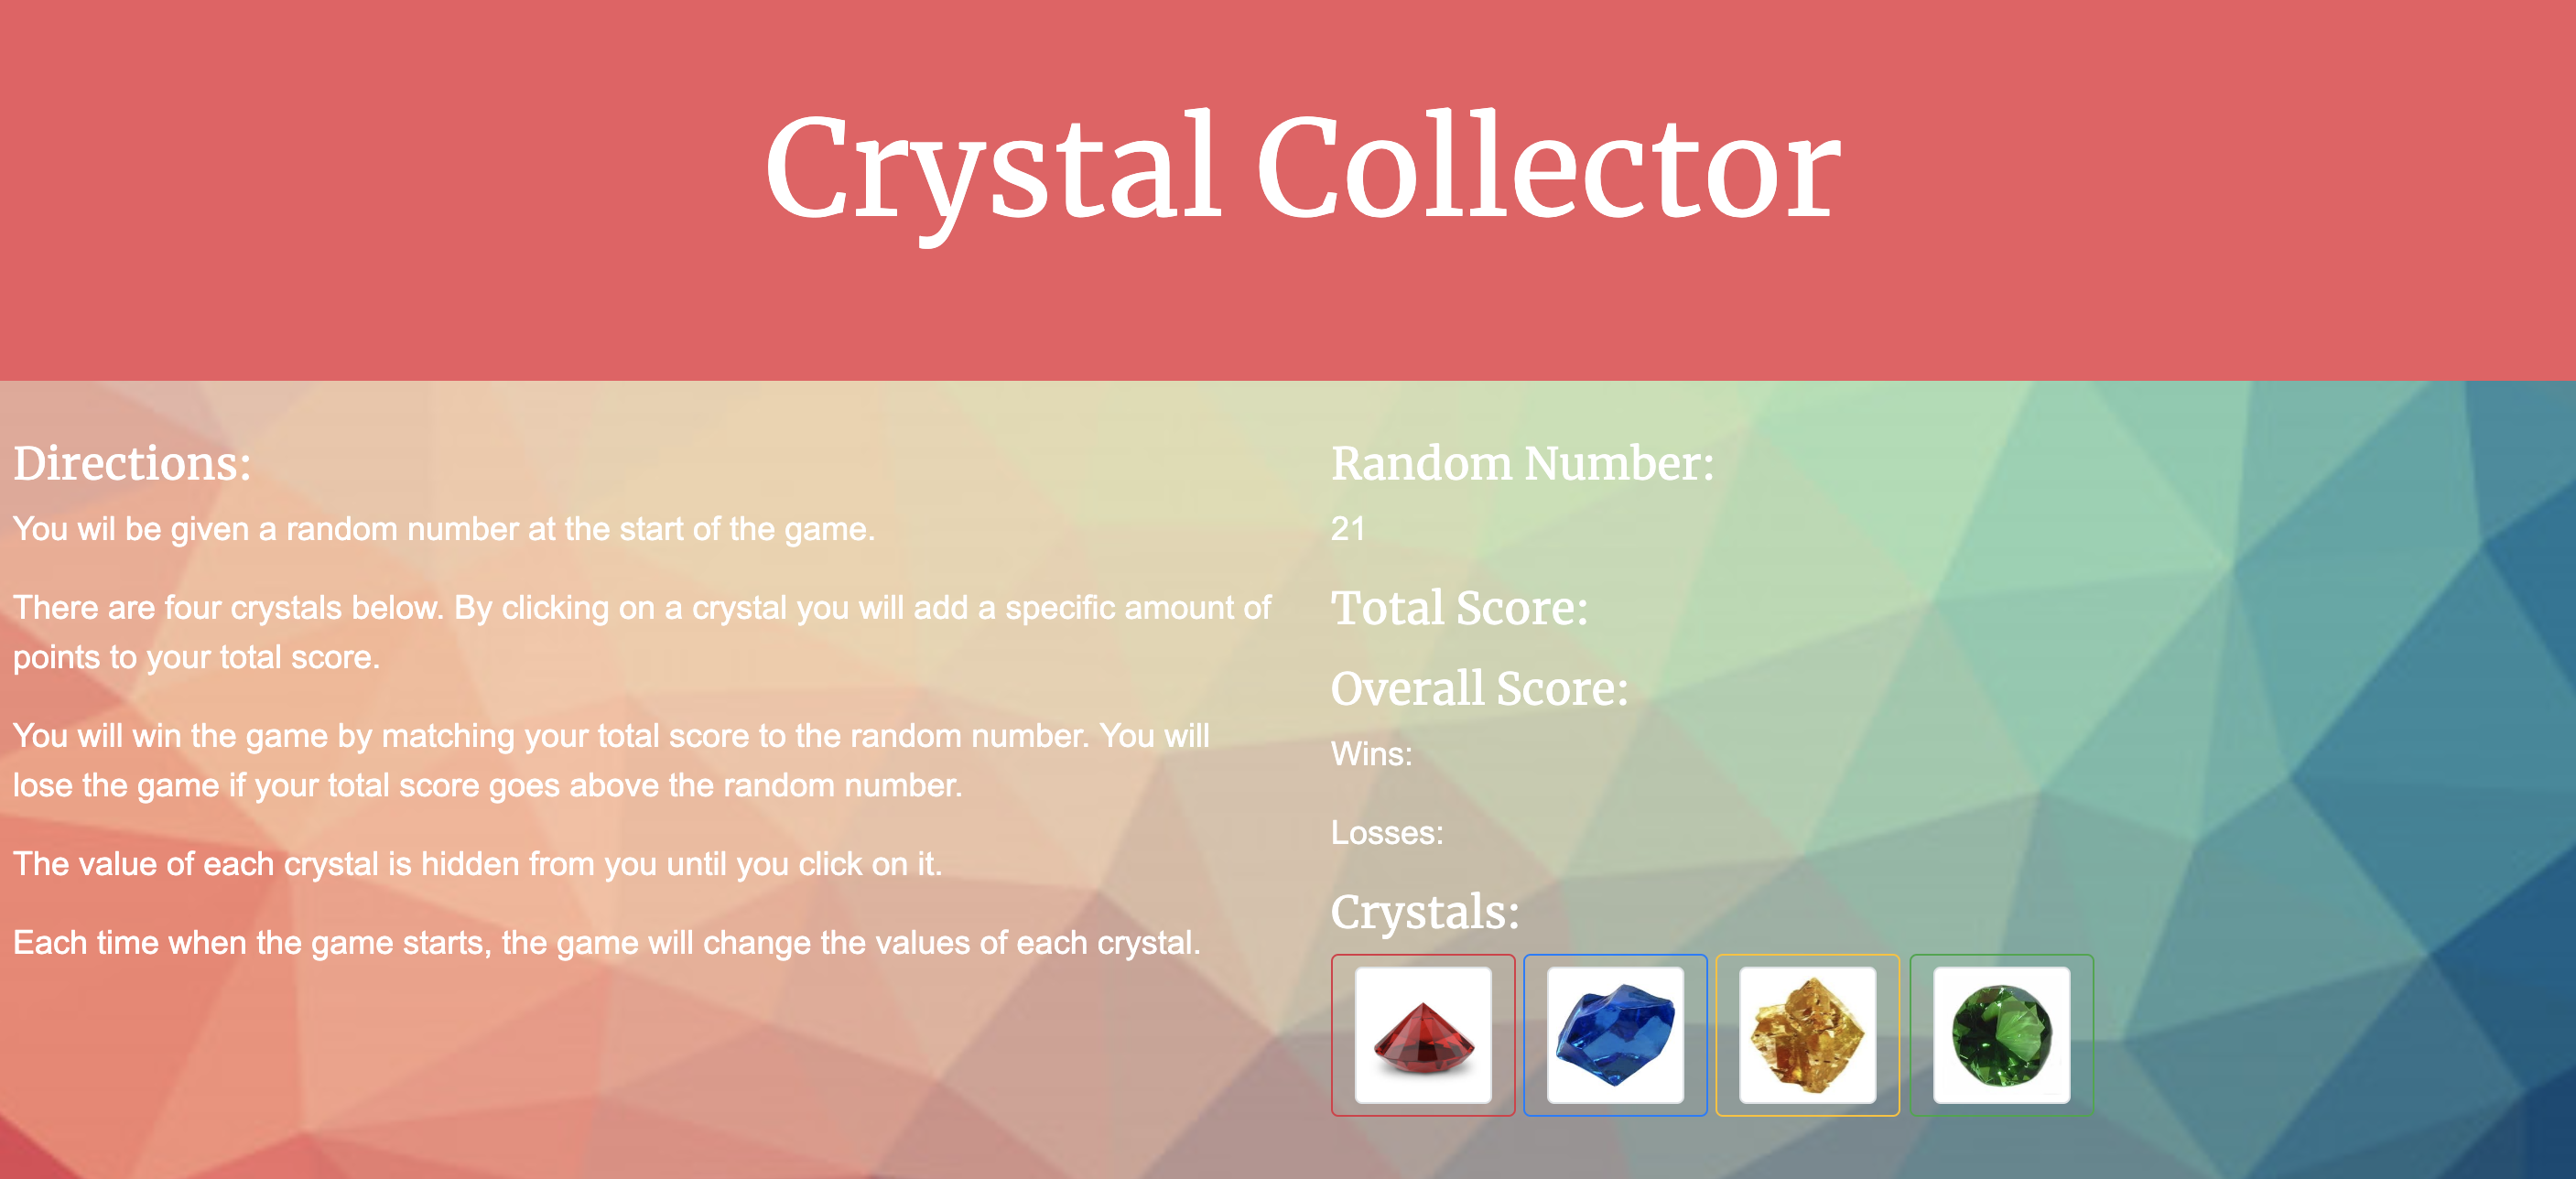 Crystal Collector
Directions:
You wil be given a random number at the start of the game.
There are four crystals below. By clicking on a crystal you will add a specific amount of
points to your total score.
You will win the game by matching your total score to the random number. You will
lose the game if your total score goes above the random number.
The value of each crystal is hidden from you until you click on it.
Each time when the game starts, the game will change the values of each crystal.
Random Number:
21
Total Score:
Overall Score:
Wins:
Losses:
Crystals: